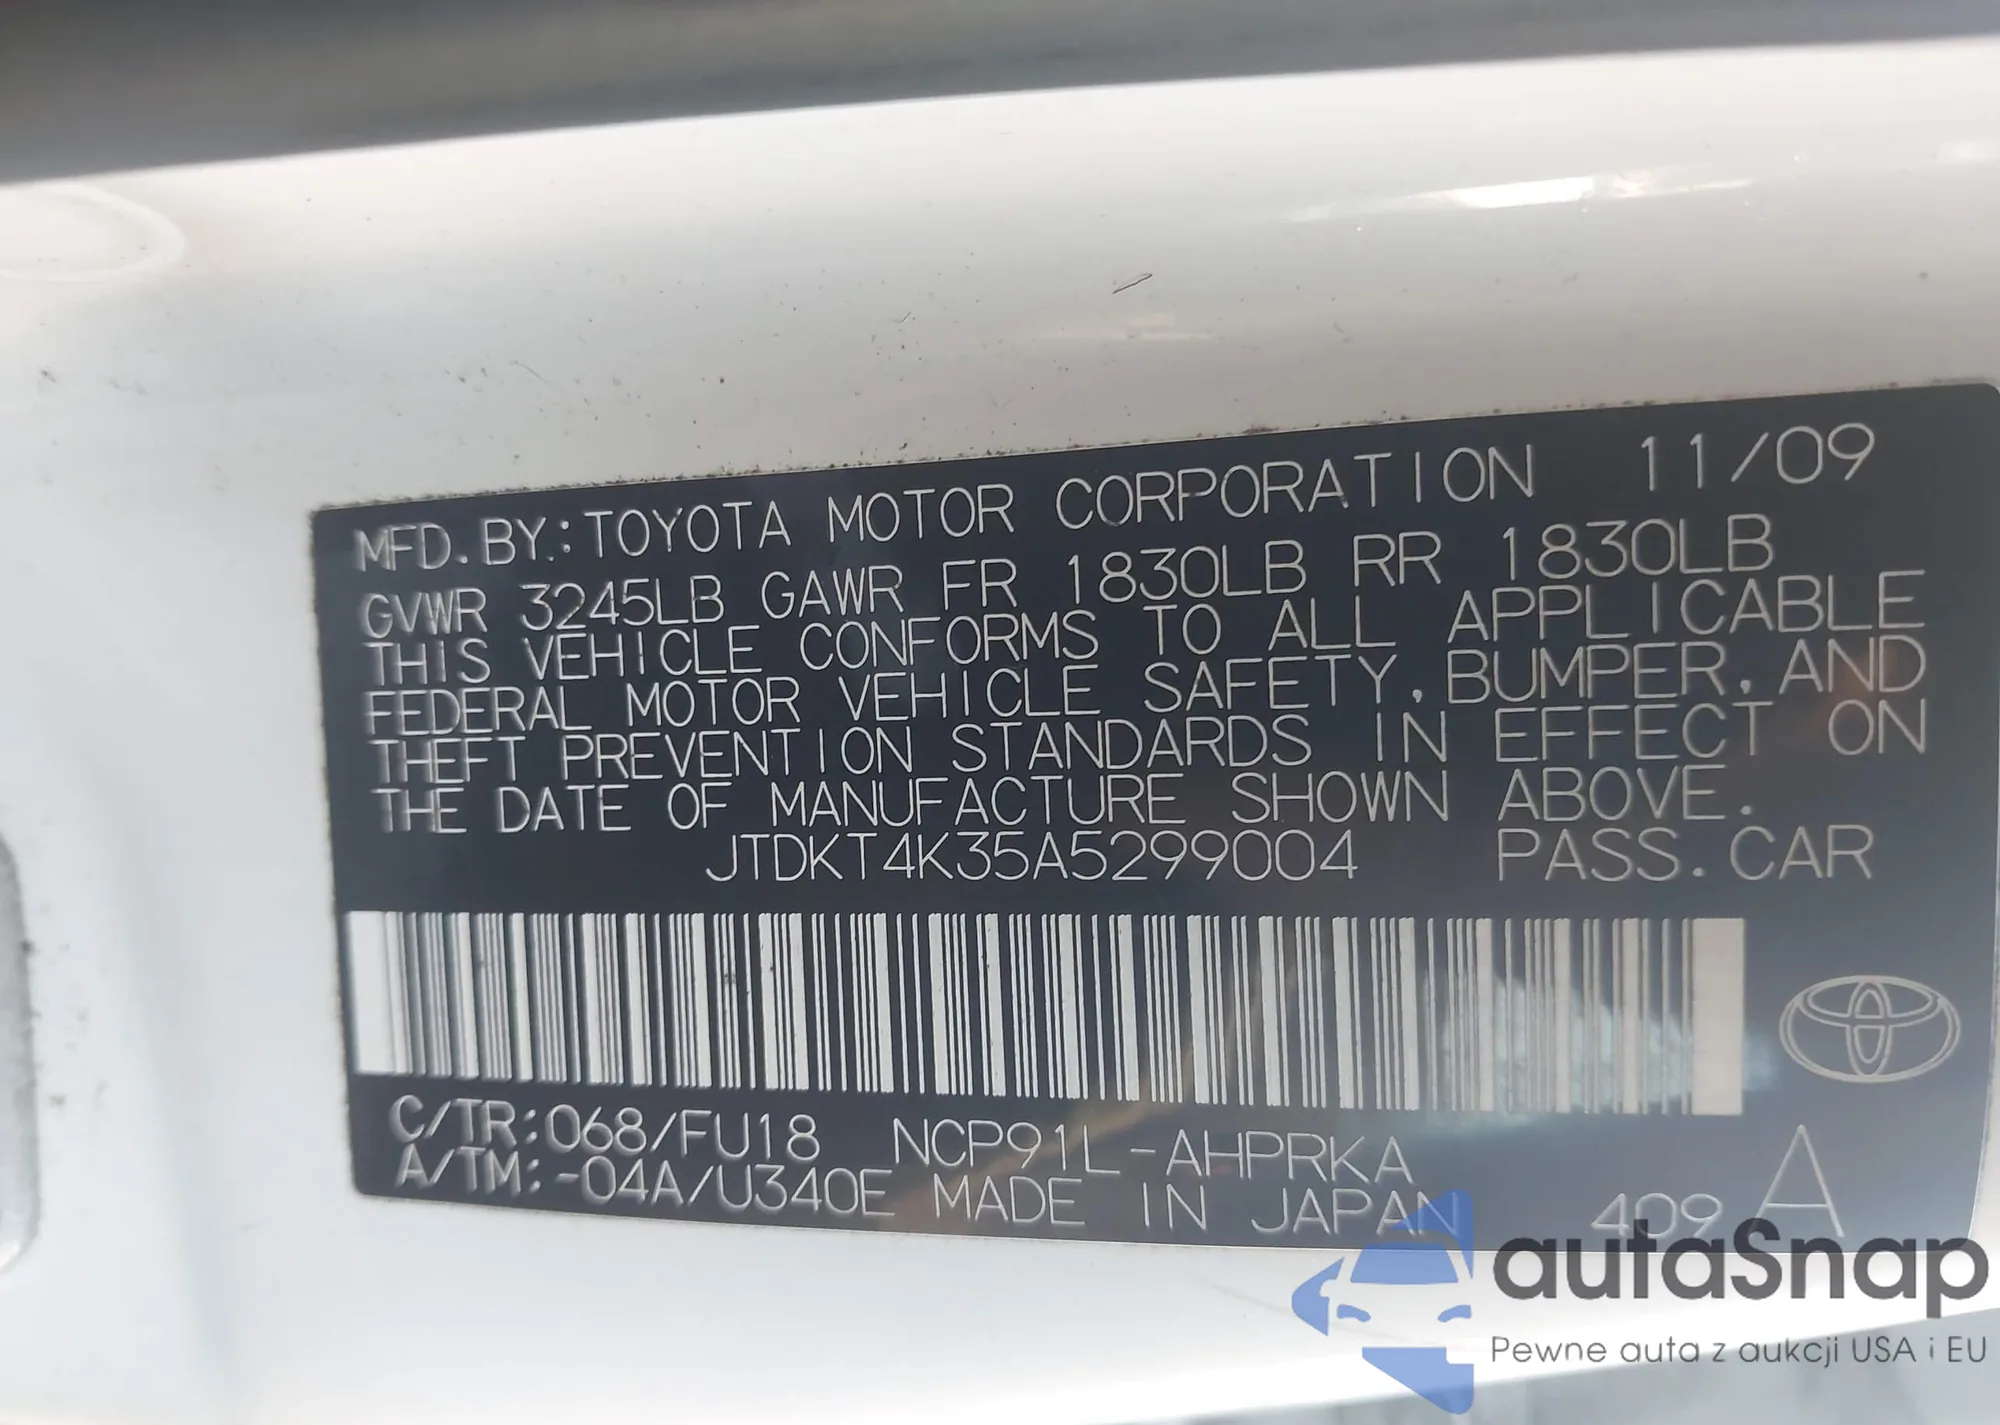 MFD.BY:TOYOTA MOTOR CORPORATION 11/09
GVWR 3245LB GAWR FR 1830LB RR 1830LB
THIS VEHICLE CONFORMS TO ALL APPLICABLE
FEDERAL MOTOR VEHICLE SAFETY,BUMPER,AND
THEFT PREVENTION STANDARDS IN EFFECT ON
THE DATE OF MANUFACTURE SHOWN ABOVE.
JTDKT4K35A5299004 PASS.CAR
C/TR:068/FU18 NCP91L-AHPRKA
A/TM:-04A/U340E MADE IN JAPAN 409 A
autaSnap
Pewne auta z aukcji USA i EU